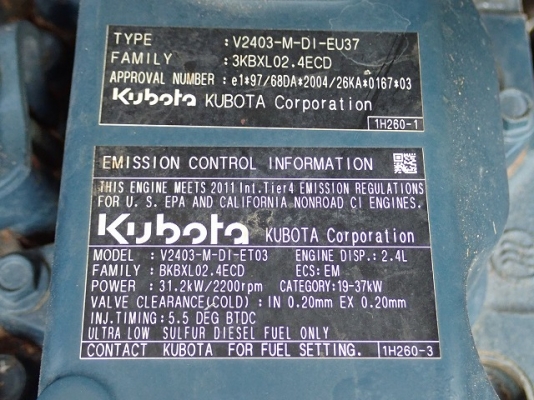 TYPE : V2403-M-DI-EU37
FAMILY : 3KBXL02.4ECD
APPROVAL NUMBER : e1*97/68DA*2004/26KA*0167*03
Kubota KUBOTA Corporation
1H260-1
EMISSION CONTROL INFORMATION
THIS ENGINE MEETS 2011 Int.Tier4 EMISSION REGULATIONS
FOR U. S. EPA AND CALIFORNIA NONROAD CI ENGINES.
Kubota KUBOTA Corporation
MODEL : V2403-M-DI-ET03 ENGINE DISP.: 2.4L
FAMILY : BKBXL02.4ECD ECS: EM
POWER : 31.2kW/2200rpm CATEGORY: 19-37kW
VALVE CLEARANCE(COLD) : IN 0.20mm EX 0.20mm
INJ.TIMING: 5.5 DEG BTDC
ULTRA LOW SULFUR DIESEL FUEL ONLY
CONTACT KUBOTA FOR FUEL SETTING. 1H260-3